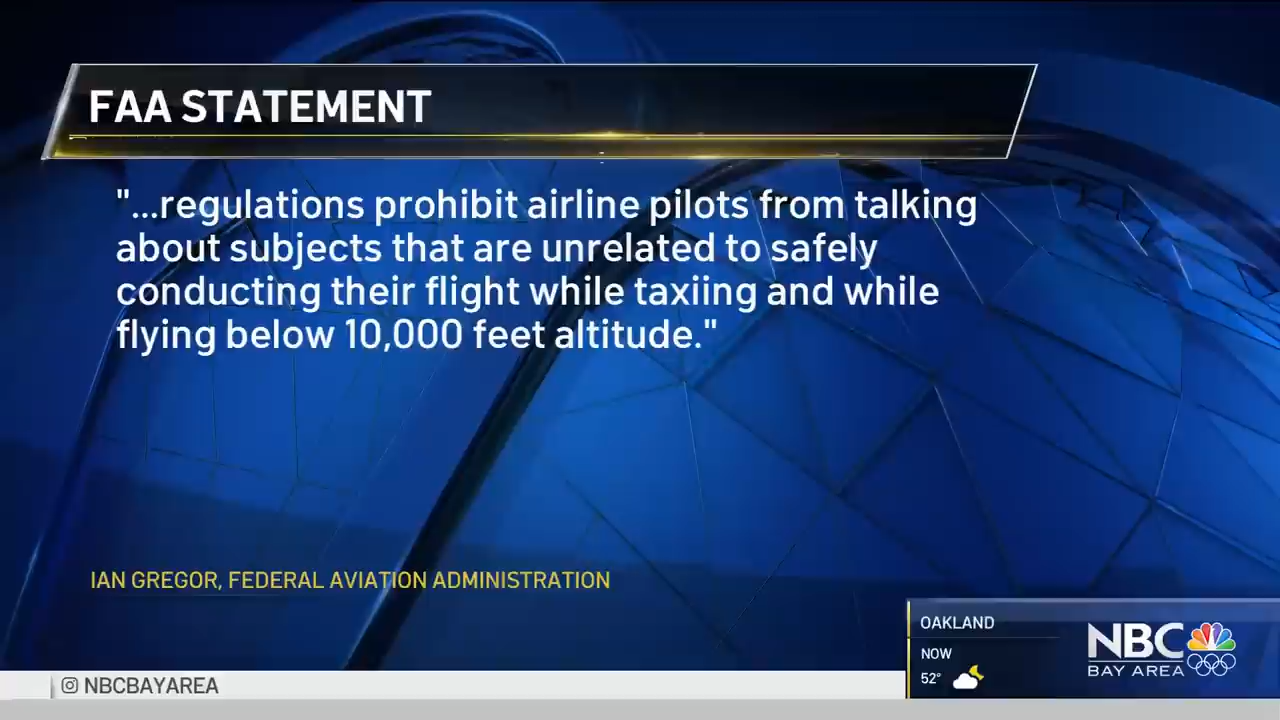 FAA STATEMENT
"...regulations prohibit airline pilots from talking
about subjects that are unrelated to safely
conducting their flight while taxiing and while
flying below 10,000 feet altitude."
IAN GREGOR, FEDERAL AVIATION ADMINISTRATION
OAKLAND
NOW
52°
NBC
BAY AREA
NBCBAYAREA